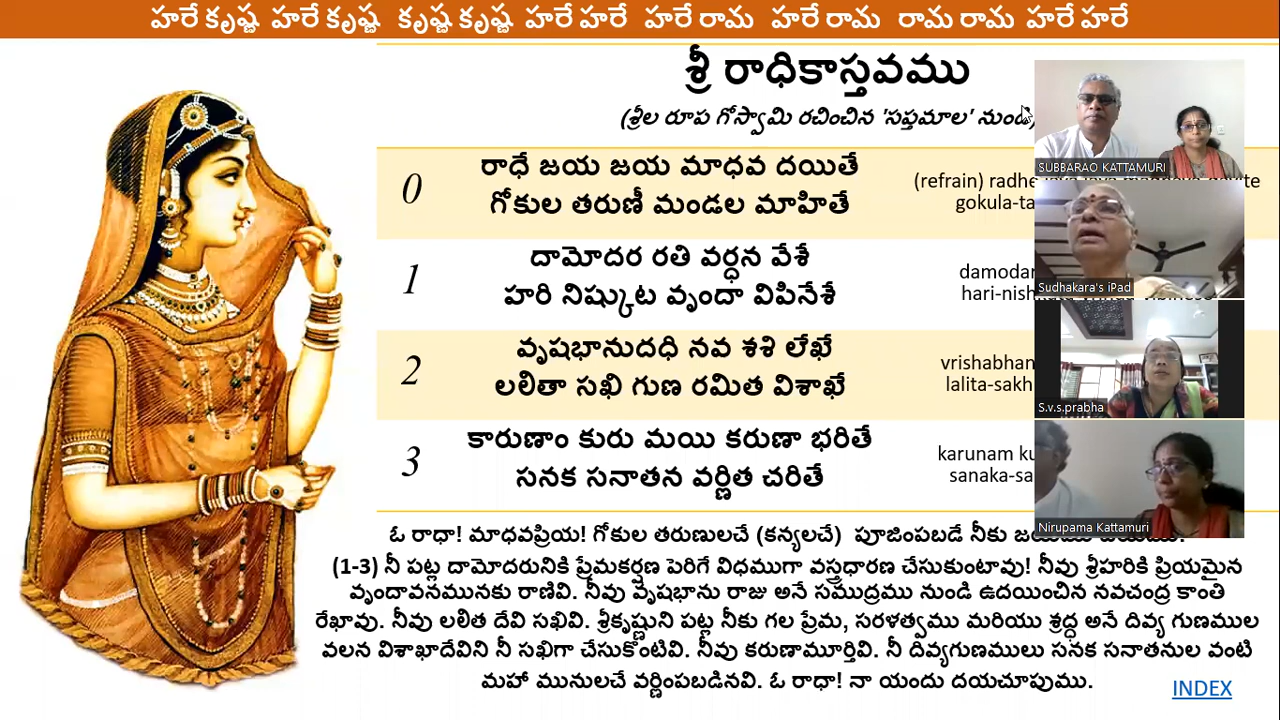 హరే కృష్ణ హరే కృష్ణ కృష్ణ కృష్ణ హరే హరే హరే రామ హరే రామ రామ రామ హరే హరే
శ్రీ రాధికాస్తవము
(శ్రీల రూప గోస్వామి రచించిన 'సప్తమాల' నుండి
0
రాధే జయ జయ మాధవ దయితే
గోకుల తరుణీ మండల మాహితే
(refrain) radhe
gokula-ta
1
దామోదర రతి వర్ధన వేశే
హరి నిష్కుట వృందా విపినేశే
damodar
hari-nish
2
వృషభానుదధి నవ శశి లేఖే
లలితా సఖి గుణ రమిత విశాఖే
vrishabhan
lalita-sakh
3
కారుణాం కురు మయి కరుణా భరితే
సనక సనాతన వర్ణిత చరితే
karunam ku
sanaka-sa
SUBBARAO KATTAMURI
Sudhakara's iPad
S.v.s.prabha
Nirupama Kattamuri
ఓ రాధా! మాధవప్రియ! గోకుల తరుణులచే (కన్యలచే) పూజింపబడే నీకు
(1-3) నీ పట్ల దామోదరునికి ప్రేమకర్షణ పెరిగే విధముగా వస్త్రధారణ చేసుకుంటావు! నీవు శ్రీహరికి ప్రియమైన
వృందావనమునకు రాణివి. నీవు వృషభాను రాజు అనే సముద్రము నుండి ఉదయించిన నవచంద్ర కాంతి
రేఖావు. నీవు లలిత దేవి సఖివి. శ్రీకృష్ణుని పట్ల నీకు గల ప్రేమ, సరళత్వము మరియు శ్రద్ధ అనే దివ్య గుణముల
వలన విశాఖాదేవిని నీ సఖిగా చేసుకొంటివి. నీవు కరుణామూర్తివి. నీ దివ్యగుణములు సనక సనాతనుల వంటి
మహా మునులచే వర్ణింపబడినవి. ఓ రాధా! నా యందు దయచూపుము.
INDEX